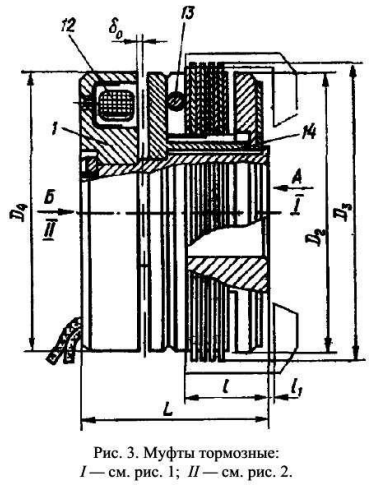 12
δ₀
13
1
14
Б
II
А
I
D₄
D₂
D₃
l
l₁
L
Рис. 3. Муфты тормозные:
I — см. рис. 1; II — см. рис. 2.